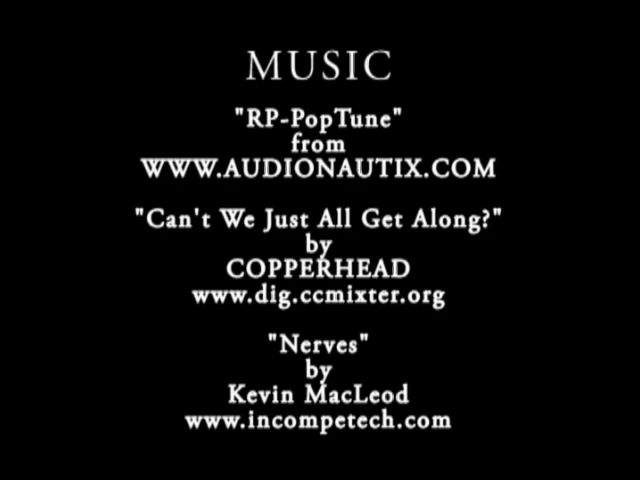 MUSIC
"RP-PopTune"
from
WWW.AUDIONAUTIX.COM
"Can't We Just All Get Along?"
by
COPPERHEAD
www.dig.ccmixter.org
"Nerves"
by
Kevin MacLeod
www.incompetech.com